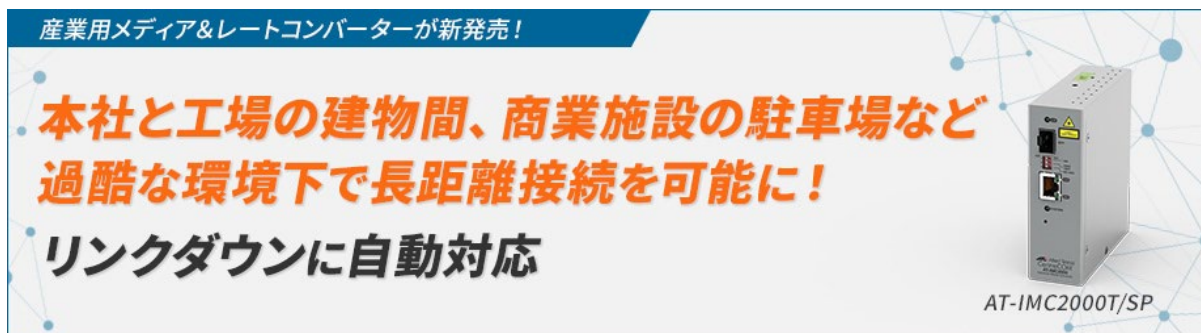 産業用メディア&レートコンバーターが新発売！
本社と工場の建物間、商業施設の駐車場など
過酷な環境下で長距離接続を可能に！
リンクダウンに自動対応
AT-IMC2000T/SP